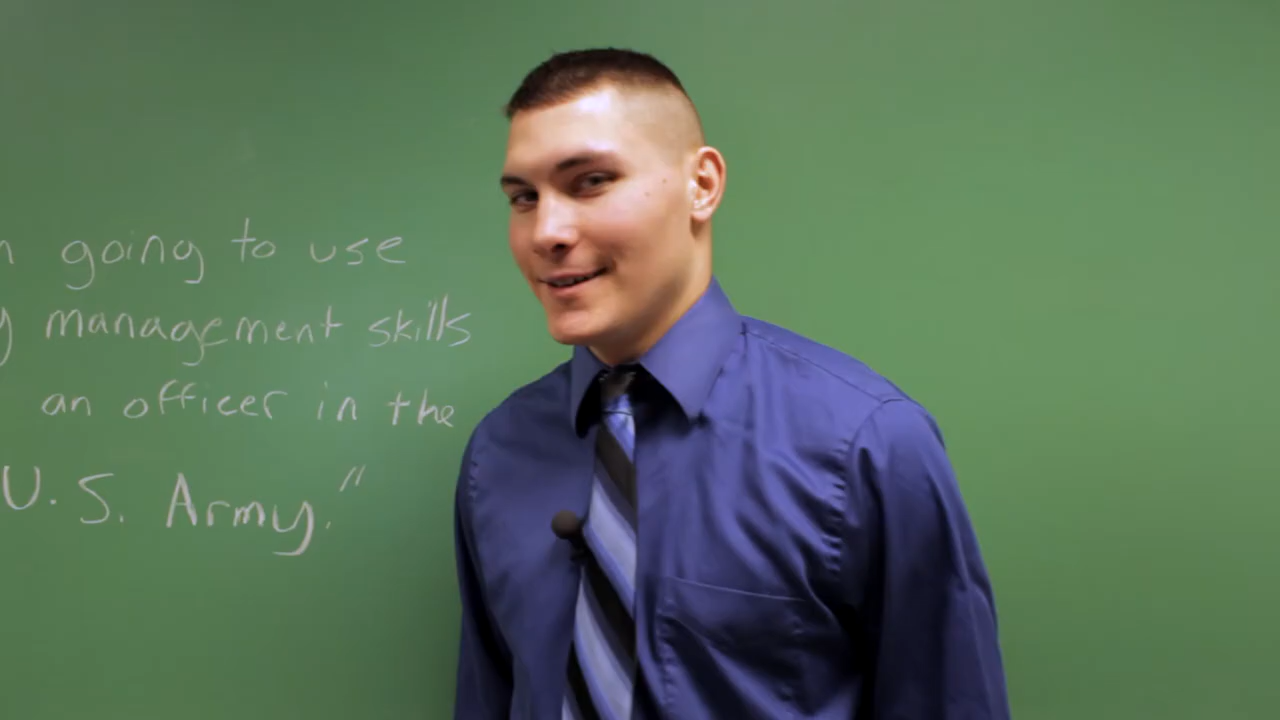 going to use
management skills
an officer in the
U. S. Army."